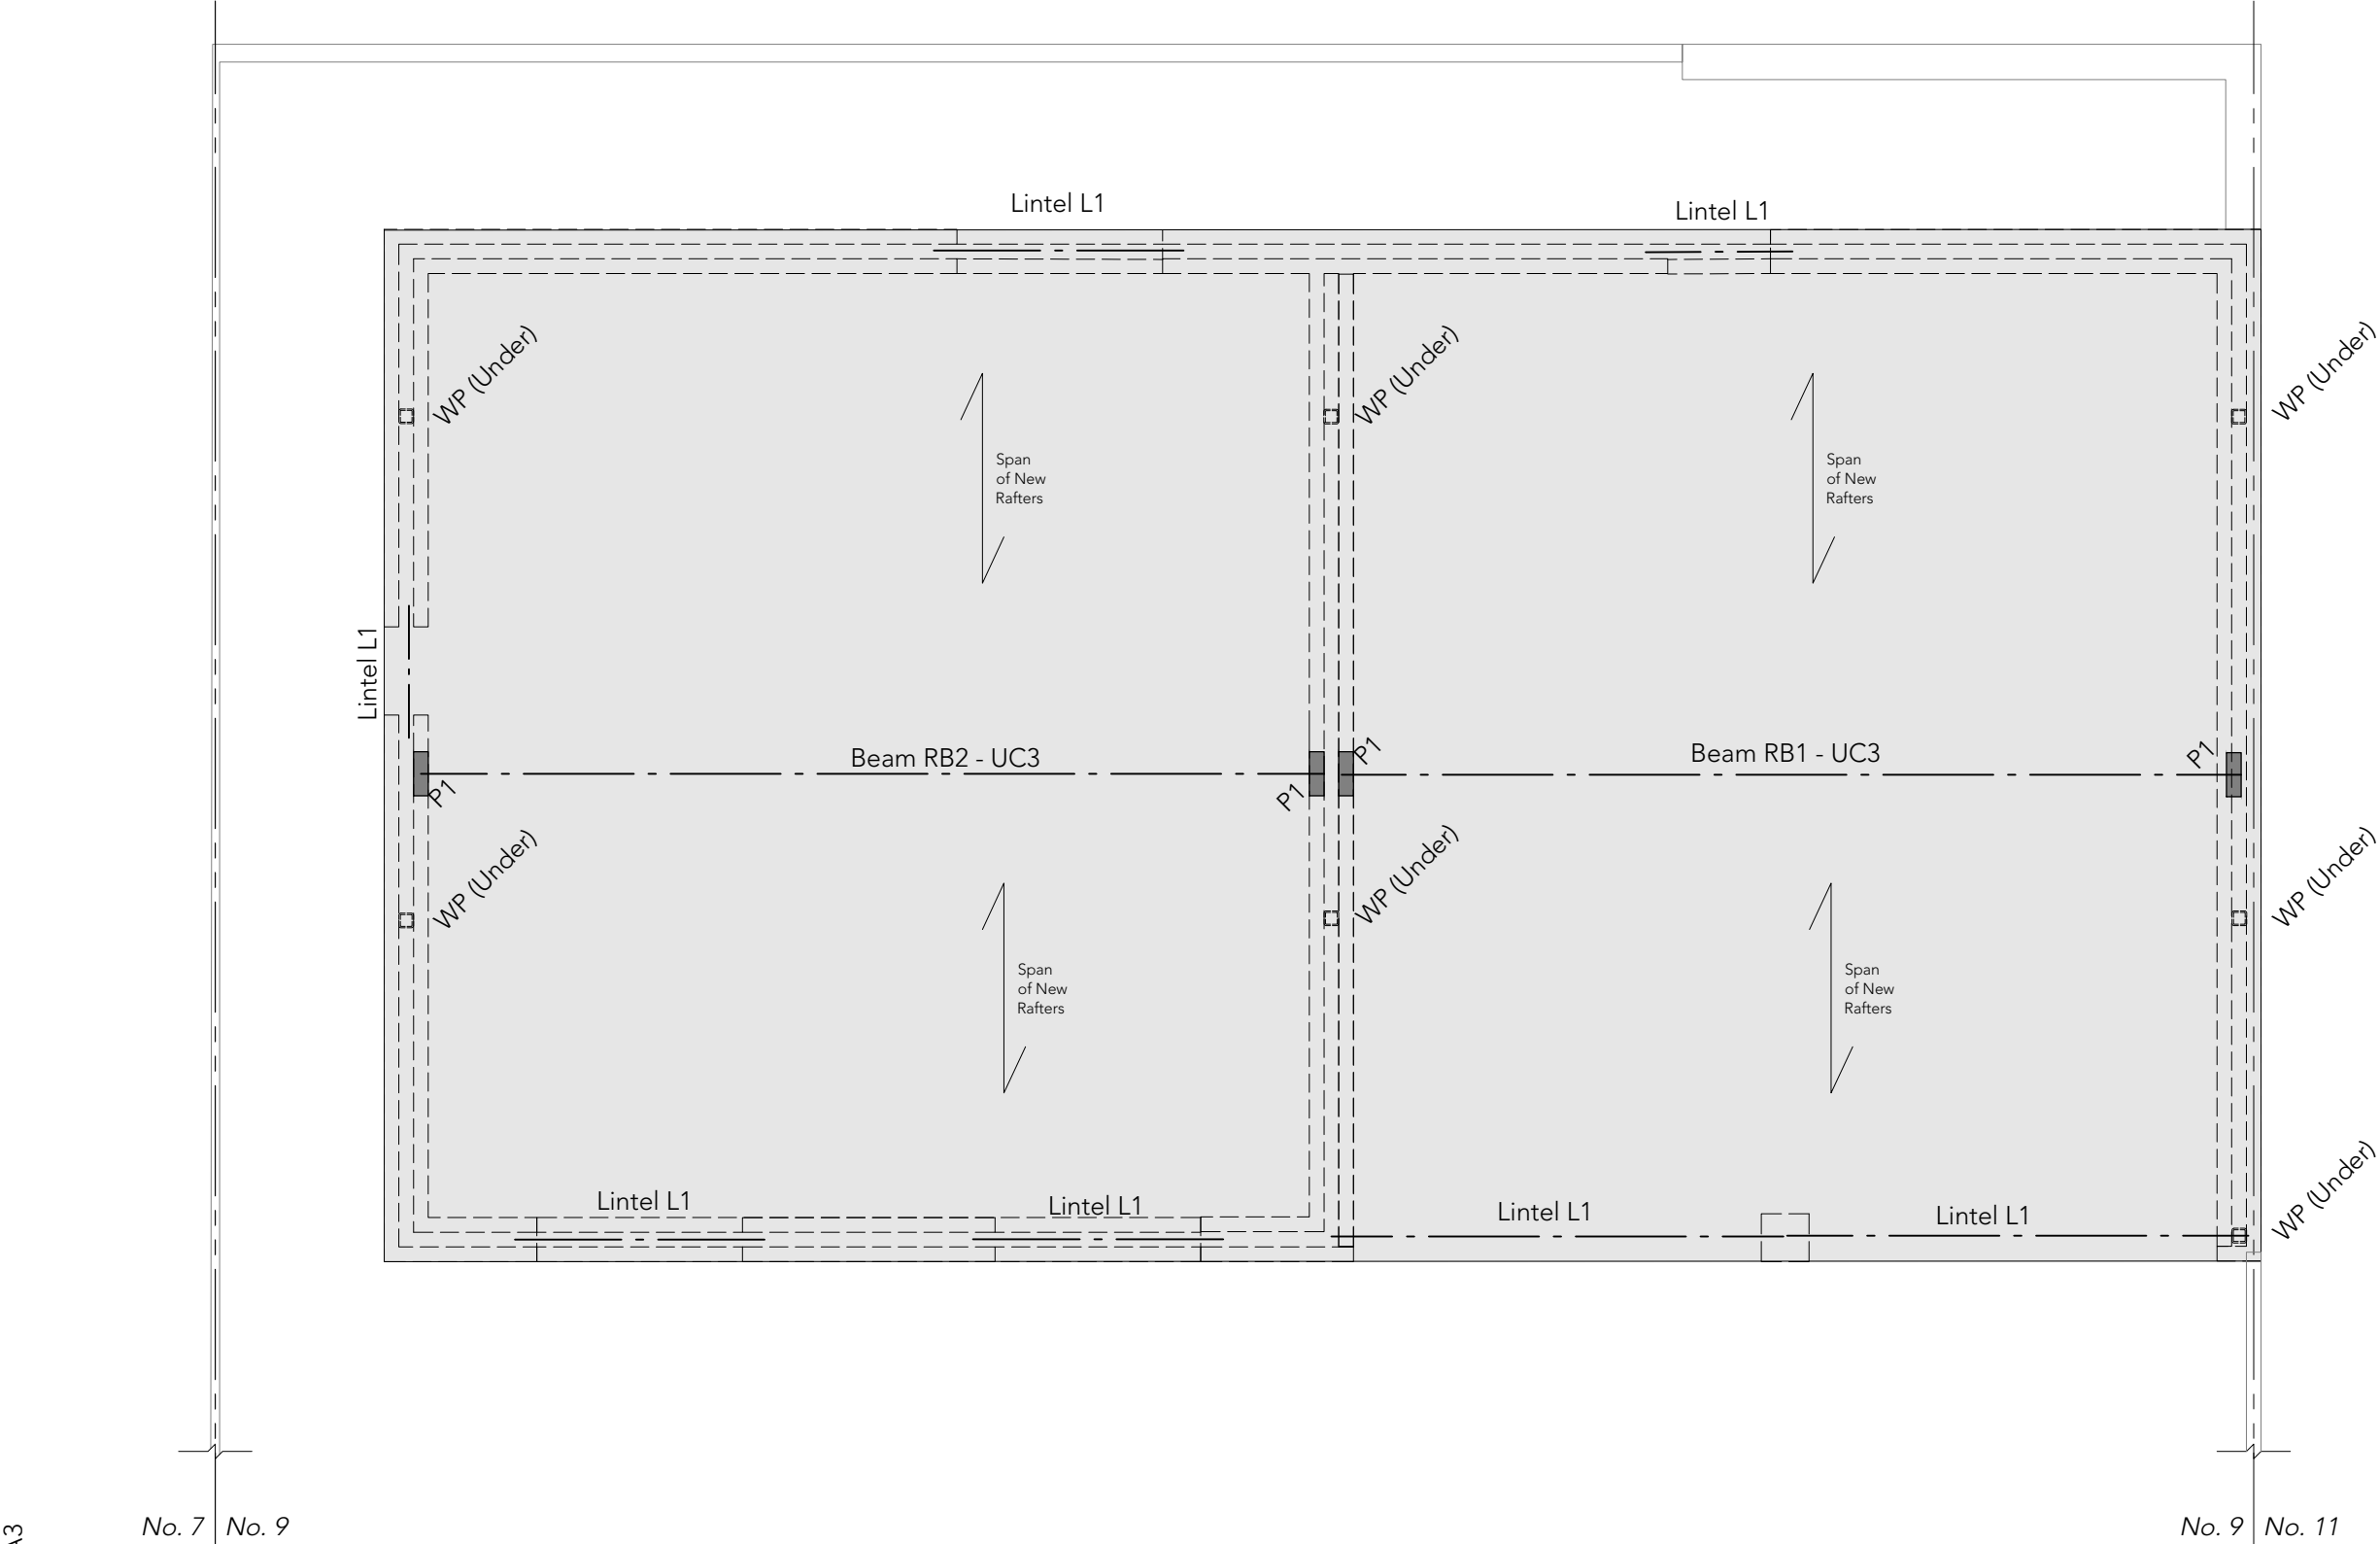 Lintel L1
Lintel L1
WP (Under)
WP (Under)
WP (Under)
Span
of New
Rafters
Span
of New
Rafters
Lintel L1
Beam RB2 - UC3
Beam RB1 - UC3
P1
P1
P1
P1
WP (Under)
WP (Under)
WP (Under)
Span
of New
Rafters
Span
of New
Rafters
Lintel L1
Lintel L1
Lintel L1
Lintel L1
WP (Under)
No. 7
No. 9
No. 9
No. 11
A3